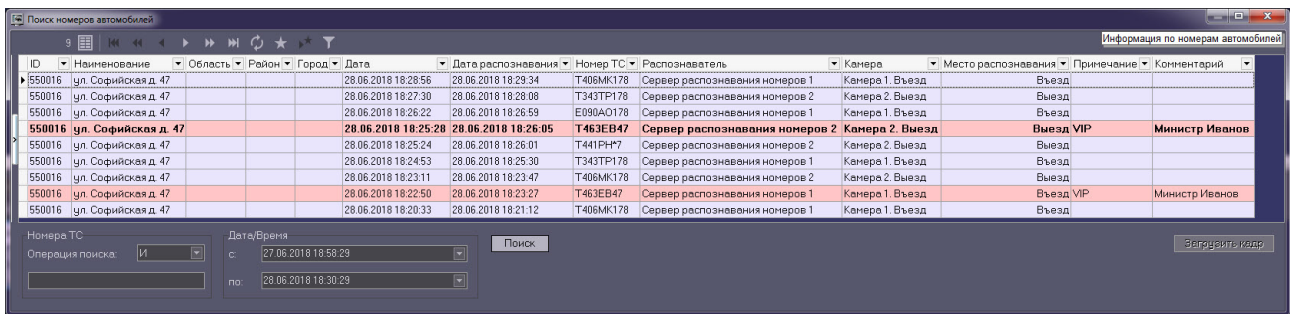 Поиск номеров автомобилей
9
Информация по номерам автомобилей
ID Наименование Область Район Город Дата Дата распознавания Номер ТС Распознаватель Камера Место распознавания Примечание Комментарий
550016 ул. Софийская д. 47 28.06.2018 18:28:56 28.06.2018 18:29:34 Т406МК178 Сервер распознавания номеров 1 Камера 1. Въезд Въезд
550016 ул. Софийская д. 47 28.06.2018 18:27:30 28.06.2018 18:28:08 Т343ТР178 Сервер распознавания номеров 2 Камера 2. Выезд Выезд
550016 ул. Софийская д. 47 28.06.2018 18:26:22 28.06.2018 18:26:59 Е090АО178 Сервер распознавания номеров 1 Камера 1. Въезд Въезд
550016 ул. Софийская д. 47 28.06.2018 18:25:28 28.06.2018 18:26:05 Т463ЕВ47 Сервер распознавания номеров 2 Камера 2. Выезд Выезд VIP Министр Иванов
550016 ул. Софийская д. 47 28.06.2018 18:25:24 28.06.2018 18:26:01 Т441РН*7 Сервер распознавания номеров 2 Камера 2. Выезд Выезд
550016 ул. Софийская д. 47 28.06.2018 18:24:53 28.06.2018 18:25:30 Т343ТР178 Сервер распознавания номеров 1 Камера 1. Въезд Въезд
550016 ул. Софийская д. 47 28.06.2018 18:23:11 28.06.2018 18:23:47 Т406МК178 Сервер распознавания номеров 2 Камера 2. Выезд Выезд
550016 ул. Софийская д. 47 28.06.2018 18:22:50 28.06.2018 18:23:27 Т463ЕВ47 Сервер распознавания номеров 1 Камера 1. Въезд Въезд VIP Министр Иванов
550016 ул. Софийская д. 47 28.06.2018 18:20:33 28.06.2018 18:21:12 Т406МК178 Сервер распознавания номеров 1 Камера 1. Въезд Въезд
Номера ТС Дата/Время
Операция поиска: И с: 27.06.2018 18:58:29 Поиск Загрузить кадр
по: 28.06.2018 18:30:29